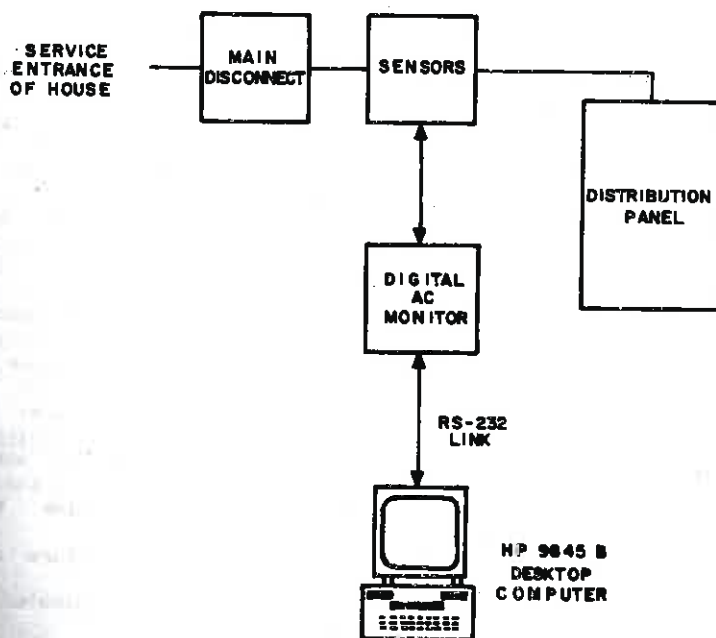 SERVICE
ENTRANCE
OF HOUSE
MAIN
DISCONNECT
SENSORS
DISTRIBUTION
PANEL
DIGITAL
AC
MONITOR
RS-232
LINK
HP 9845 B
DESKTOP
COMPUTER